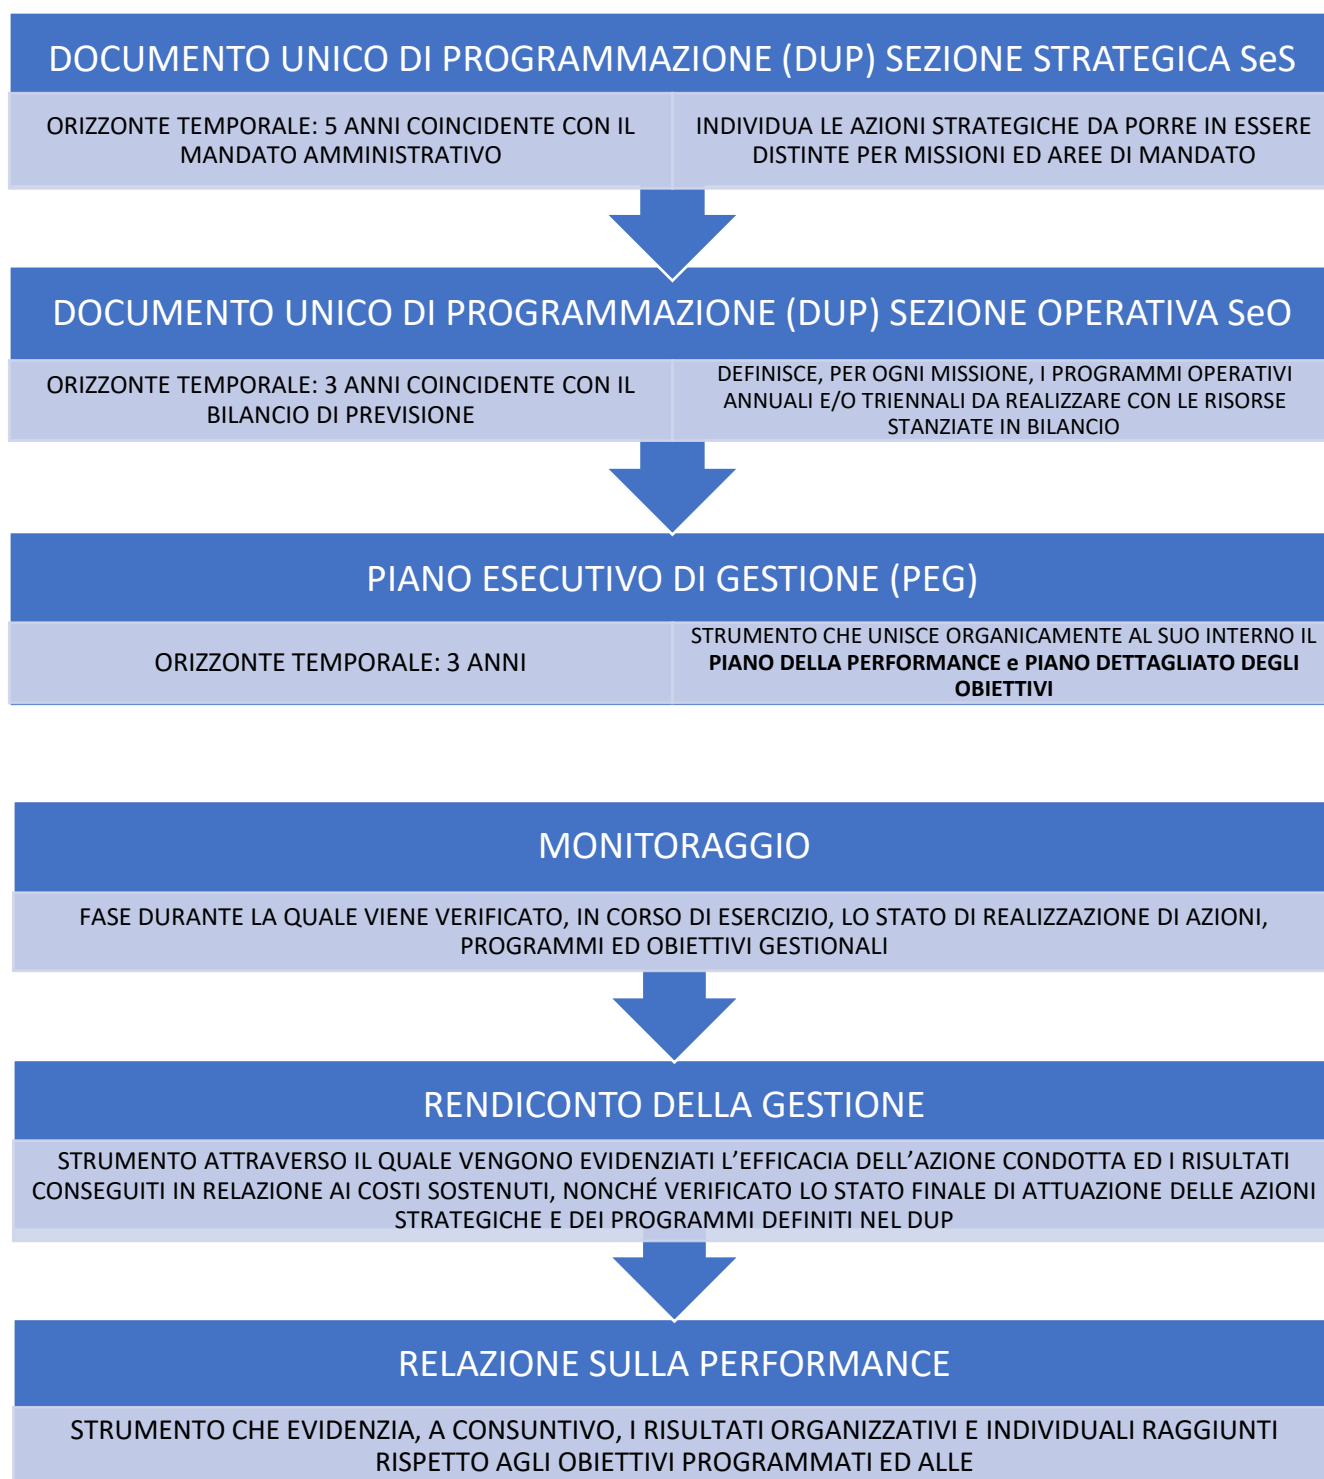 DOCUMENTO UNICO DI PROGRAMMAZIONE (DUP) SEZIONE STRATEGICA SeS
ORIZZONTE TEMPORALE: 5 ANNI COINCIDENTE CON IL
MANDATO AMMINISTRATIVO
INDIVIDUA LE AZIONI STRATEGICHE DA PORRE IN ESSERE
DISTINTE PER MISSIONI ED AREE DI MANDATO
DOCUMENTO UNICO DI PROGRAMMAZIONE (DUP) SEZIONE OPERATIVA SeO
ORIZZONTE TEMPORALE: 3 ANNI COINCIDENTE CON IL
BILANCIO DI PREVISIONE
DEFINISCE, PER OGNI MISSIONE, I PROGRAMMI OPERATIVI
ANNUALI E/O TRIENNALI DA REALIZZARE CON LE RISORSE
STANZIATE IN BILANCIO
PIANO ESECUTIVO DI GESTIONE (PEG)
ORIZZONTE TEMPORALE: 3 ANNI
STRUMENTO CHE UNISCE ORGANICAMENTE AL SUO INTERNO IL
PIANO DELLA PERFORMANCE e PIANO DETTAGLIATO DEGLI
OBIETTIVI
MONITORAGGIO
FASE DURANTE LA QUALE VIENE VERIFICATO, IN CORSO DI ESERCIZIO, LO STATO DI REALIZZAZIONE DI AZIONI,
PROGRAMMI ED OBIETTIVI GESTIONALI
RENDICONTO DELLA GESTIONE
STRUMENTO ATTRAVERSO IL QUALE VENGONO EVIDENZIATI L’EFFICACIA DELL’AZIONE CONDOTTA ED I RISULTATI
CONSEGUITI IN RELAZIONE AI COSTI SOSTENUTI, NONCHÉ VERIFICATO LO STATO FINALE DI ATTUAZIONE DELLE AZIONI
STRATEGICHE E DEI PROGRAMMI DEFINITI NEL DUP
RELAZIONE SULLA PERFORMANCE
STRUMENTO CHE EVIDENZIA, A CONSUNTIVO, I RISULTATI ORGANIZZATIVI E INDIVIDUALI RAGGIUNTI
RISPETTO AGLI OBIETTIVI PROGRAMMATI ED ALLE